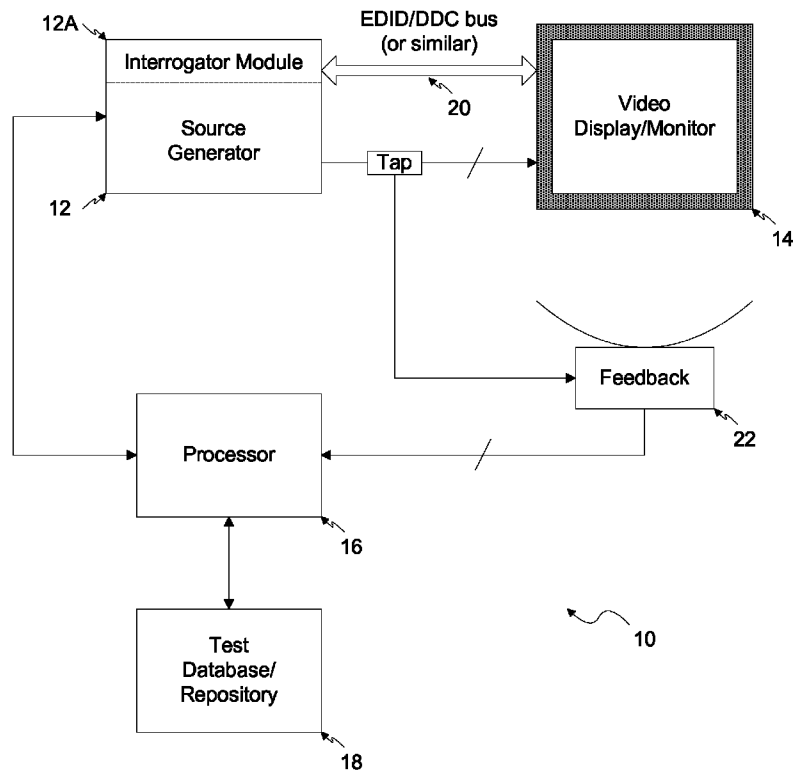 12A
EDID/DDC bus
(or similar)
Interrogator Module
20
Source
Generator
Tap
Video
Display/Monitor
12
14
Feedback
22
Processor
16
10
Test
Database/
Repository
18